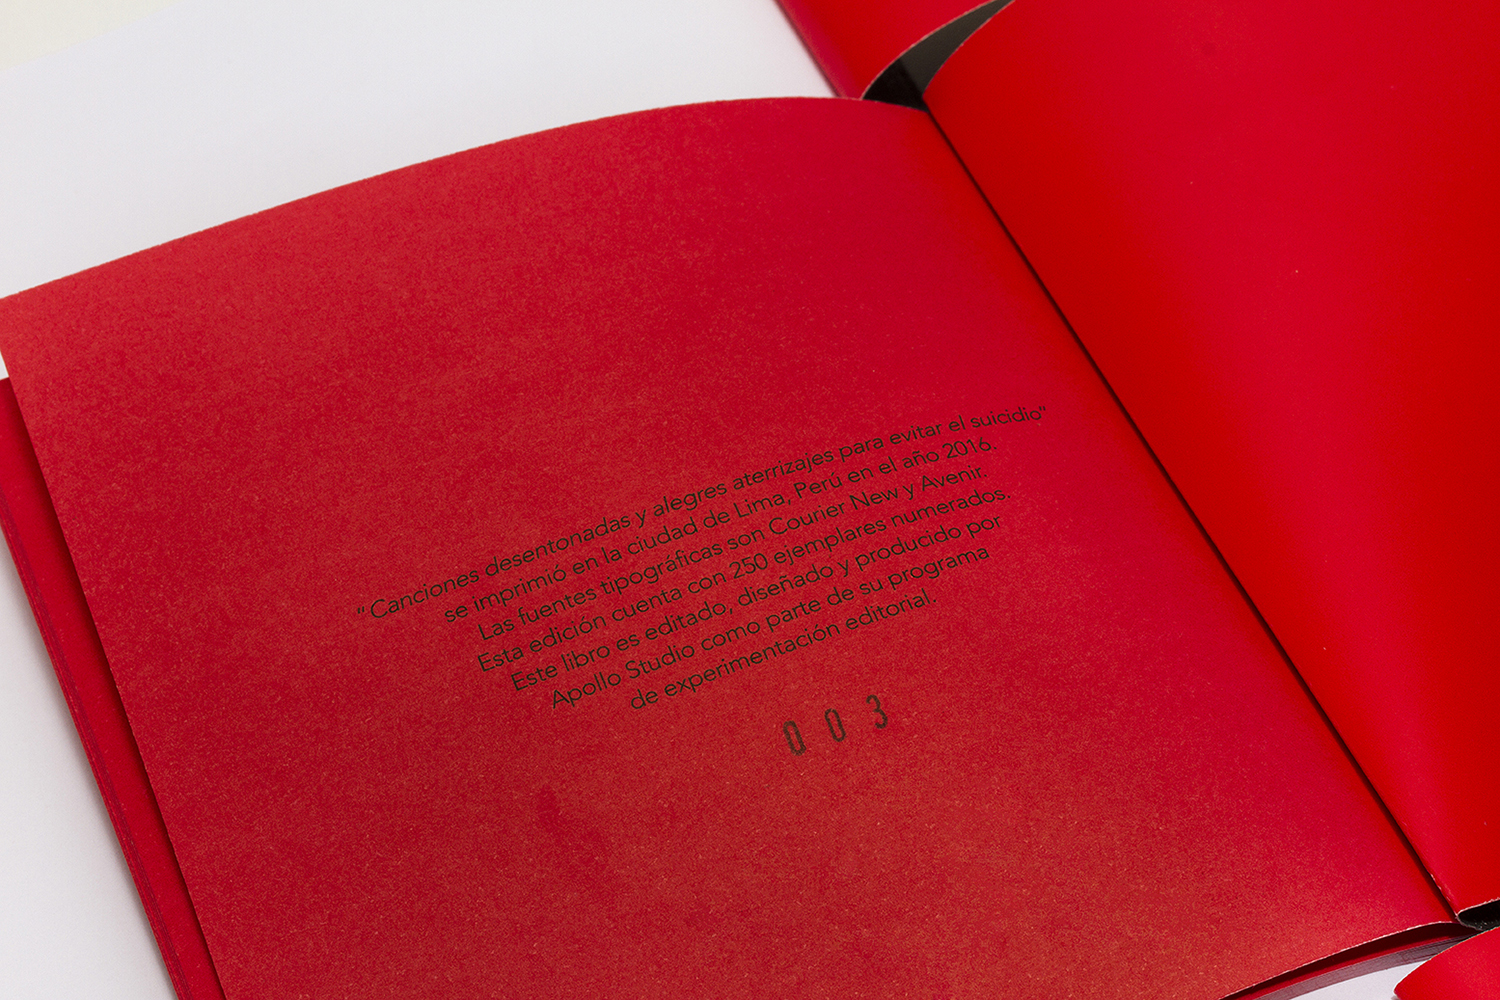 “Canciones desentonadas y alegres aterrizajes para evitar el suicidio”
se imprimió en la ciudad de Lima, Perú en el año 2016.
Las fuentes tipográficas son Courier New y Avenir.
Esta edición cuenta con 250 ejemplares numerados.
Este libro es editado, diseñado y producido por
Apollo Studio como parte de su programa
de experimentación editorial.
003